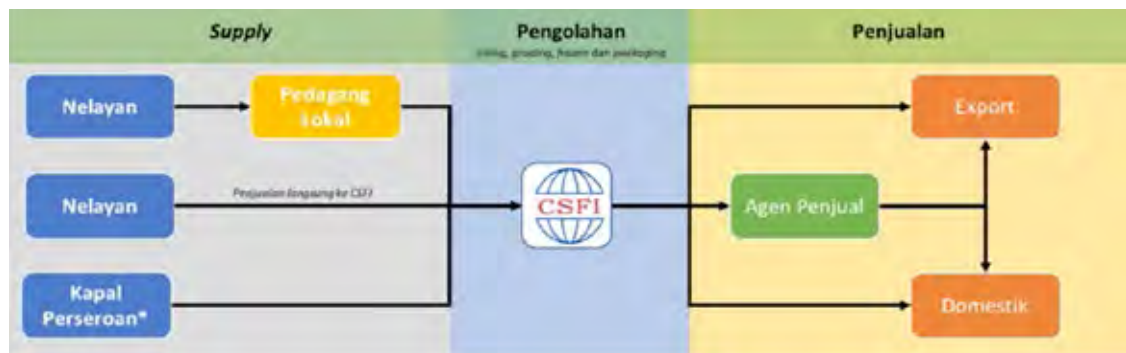 Supply
Pengolahan
sizing, grading, frozen dan packaging
Penjualan
Nelayan
Pedagang
Lokal
Export
Nelayan
Penjualan langsung ke CSFI
CSFI
Agen Penjual
Kapal
Perseroan*
Domestik